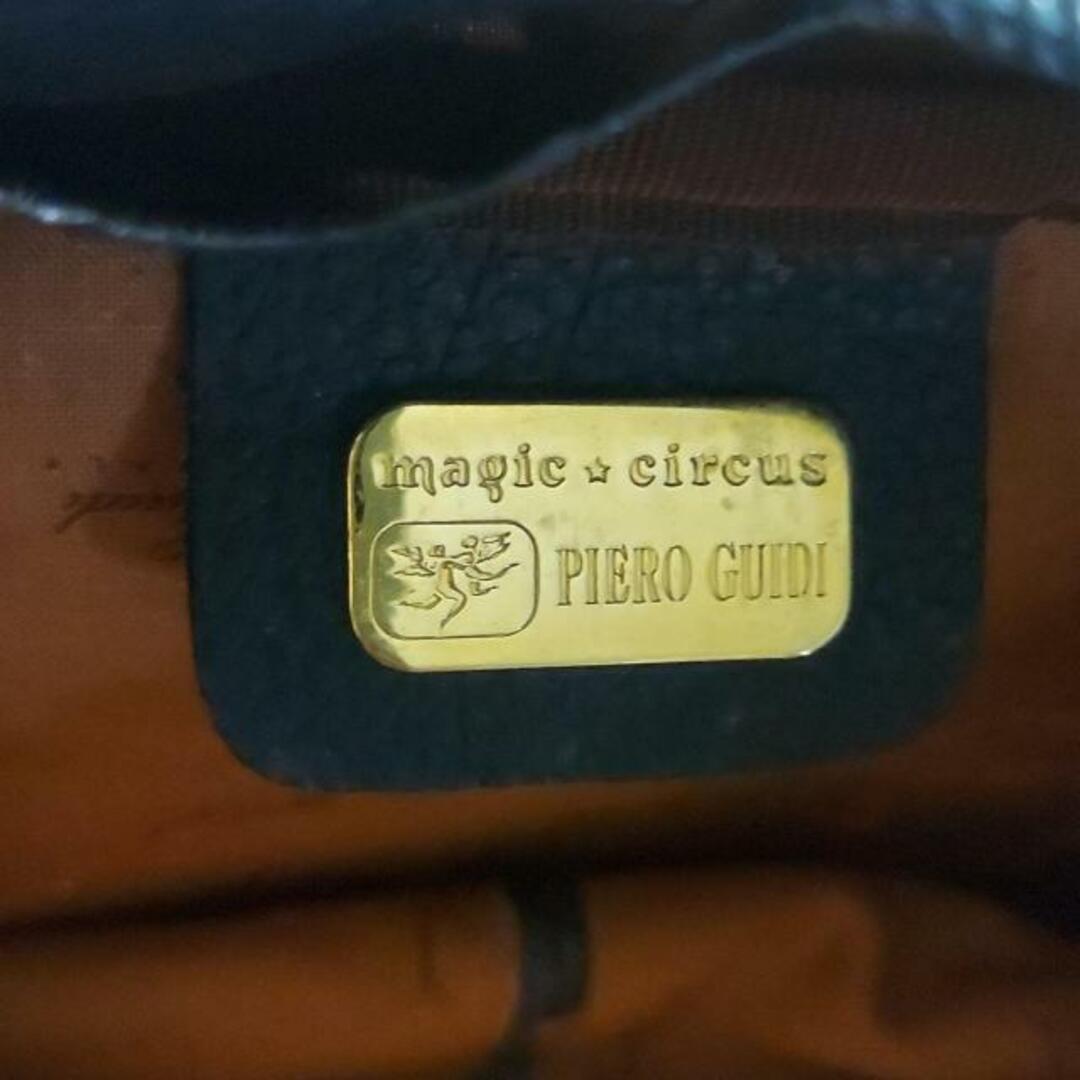 magic ☆ circus
PIERO GUIDI